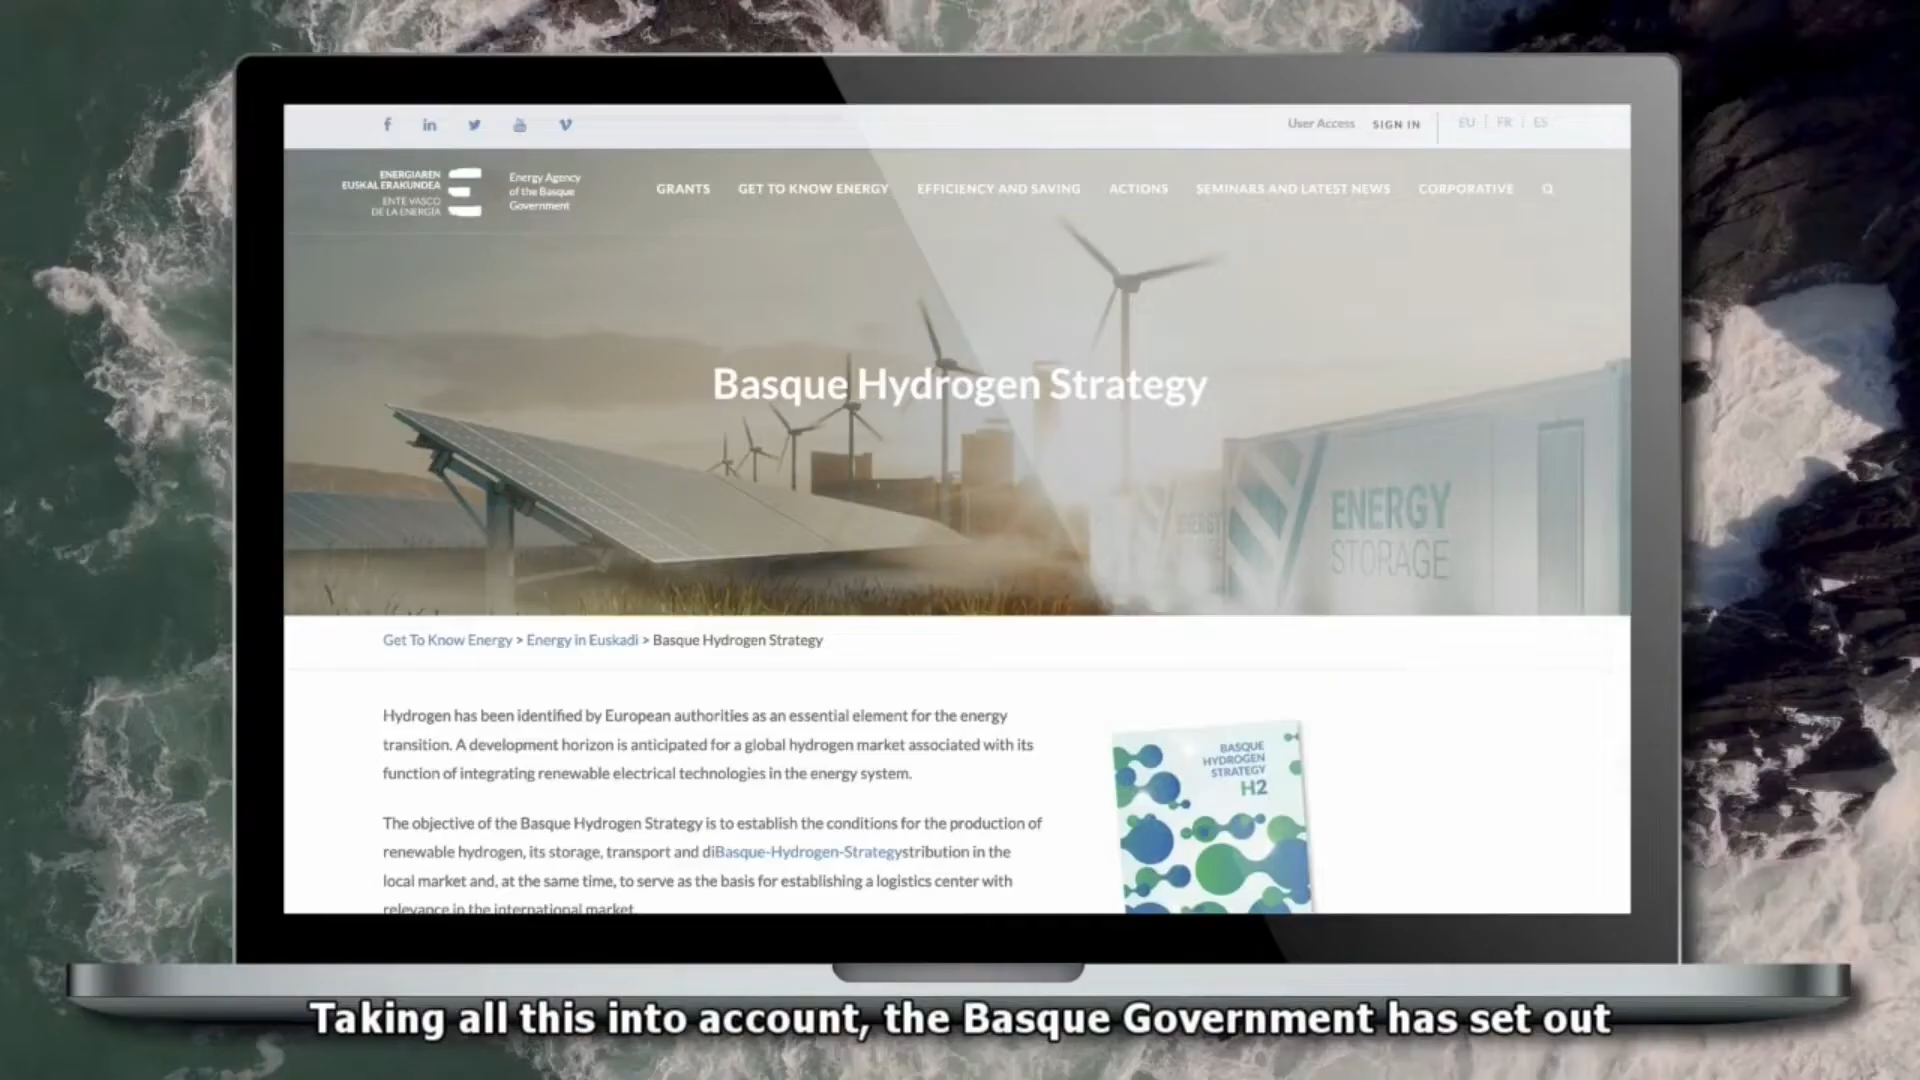 User Access SIGN IN EU | FR | ES
ENERGIAREN
EUSKAL ERAKUNDEA
ENTE VASCO
DE LA ENERGÍA
Energy Agency
of the Basque
Government
GRANTS GET TO KNOW ENERGY EFFICIENCY AND SAVING ACTIONS SEMINARS AND LATEST NEWS CORPORATIVE
Basque Hydrogen Strategy
ENERGY
STORAGE
ENERGY
Get To Know Energy > Energy in Euskadi > Basque Hydrogen Strategy
Hydrogen has been identified by European authorities as an essential element for the energy
transition. A development horizon is anticipated for a global hydrogen market associated with its
function of integrating renewable electrical technologies in the energy system.
The objective of the Basque Hydrogen Strategy is to establish the conditions for the production of
renewable hydrogen, its storage, transport and diBasque-Hydrogen-Strategystribution in the
local market and, at the same time, to serve as the basis for establishing a logistics center with
relevance in the international market.
BASQUE
HYDROGEN
STRATEGY
H2
Taking all this into account, the Basque Government has set out